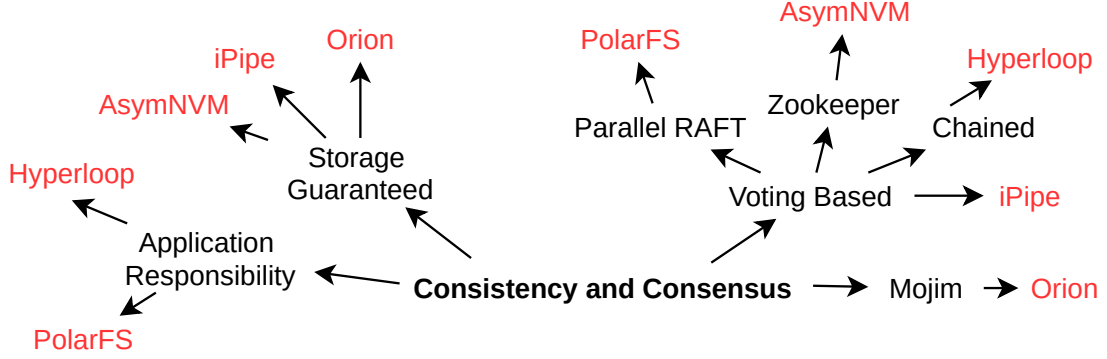 AsymNVM
Orion
PolarFS
iPipe
Hyperloop
AsymNVM
Zookeeper
Parallel RAFT
Chained
Storage
Guaranteed
Hyperloop
Voting Based
iPipe
Application
Responsibility
Consistency and Consensus
Mojim
Orion
PolarFS